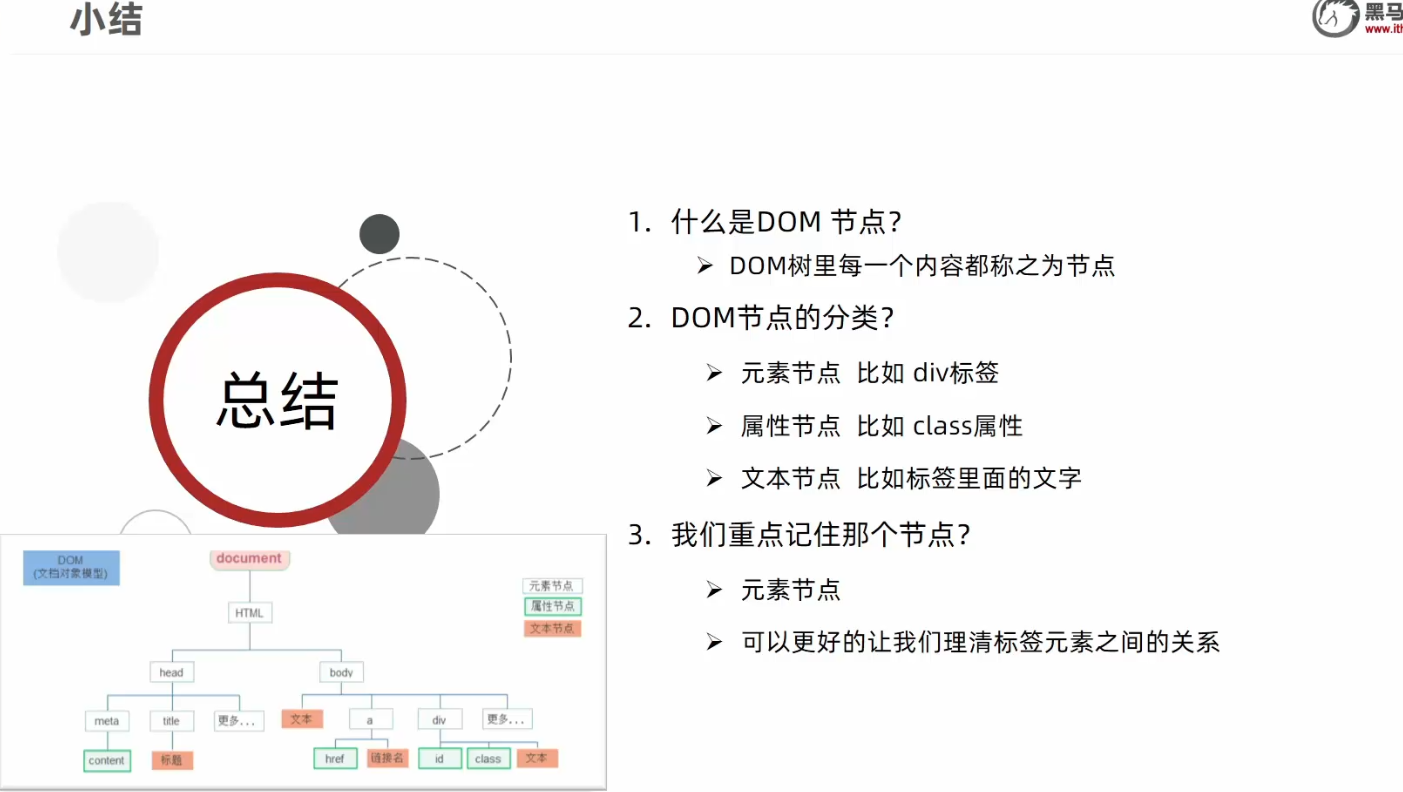 小结
黑马
www.ith
1. 什么是DOM 节点?
➢ DOM树里每一个内容都称之为节点
2. DOM节点的分类?
➢ 元素节点 比如 div标签
➢ 属性节点 比如 class属性
➢ 文本节点 比如标签里面的文字
3. 我们重点记住那个节点?
➢ 元素节点
➢ 可以更好的让我们理清标签元素之间的关系
总结
DOM
(文档对象模型)
document
元素节点
属性节点
文本节点
HTML
head body
meta title 更多... 文本 a div 更多...
content 标题 href 链接名 id class 文本